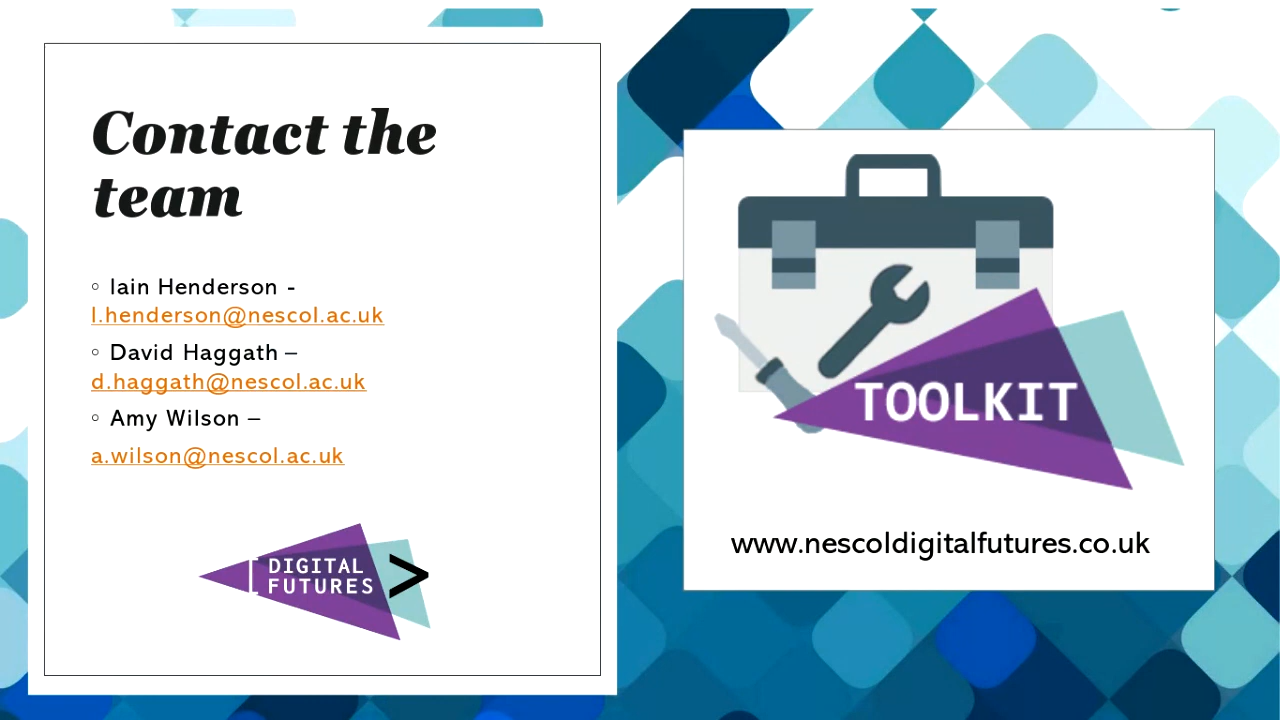 Contact the
team
◦ Iain Henderson -
I.henderson@nescol.ac.uk
◦ David Haggath –
d.haggath@nescol.ac.uk
◦ Amy Wilson –
a.wilson@nescol.ac.uk
[ DIGITAL
FUTURES >
TOOLKIT
www.nescoldigitalfutures.co.uk